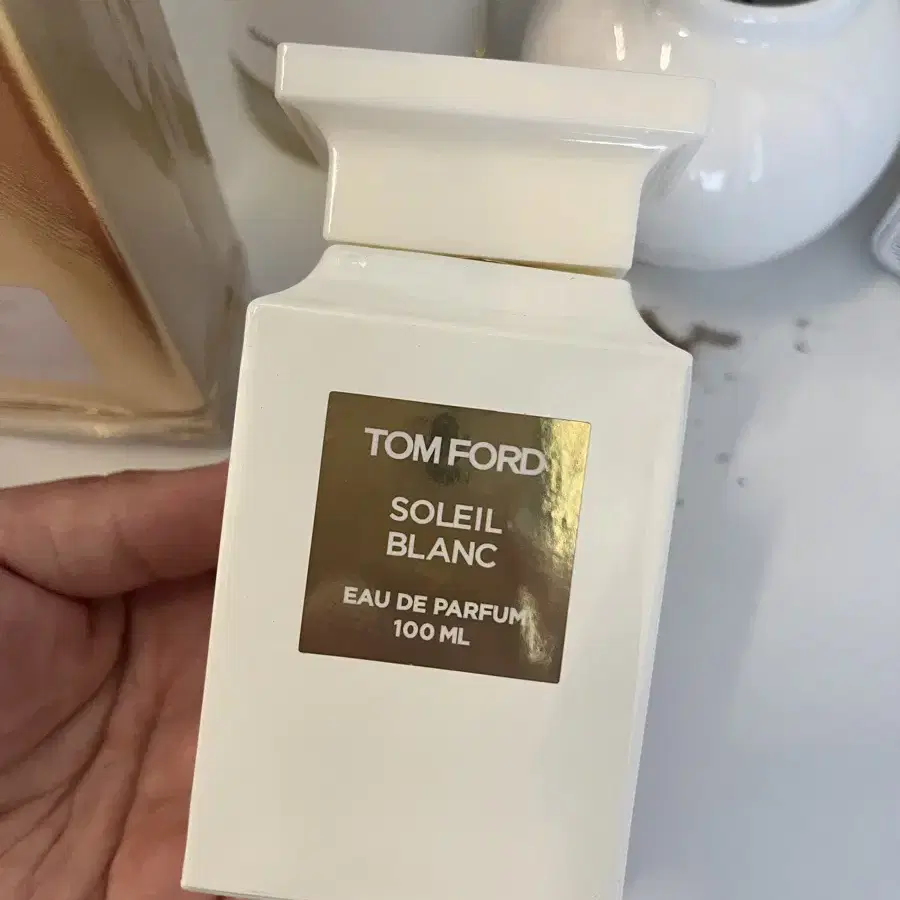 TOM FORD
SOLEIL
BLANC
EAU DE PARFUM
100 ML